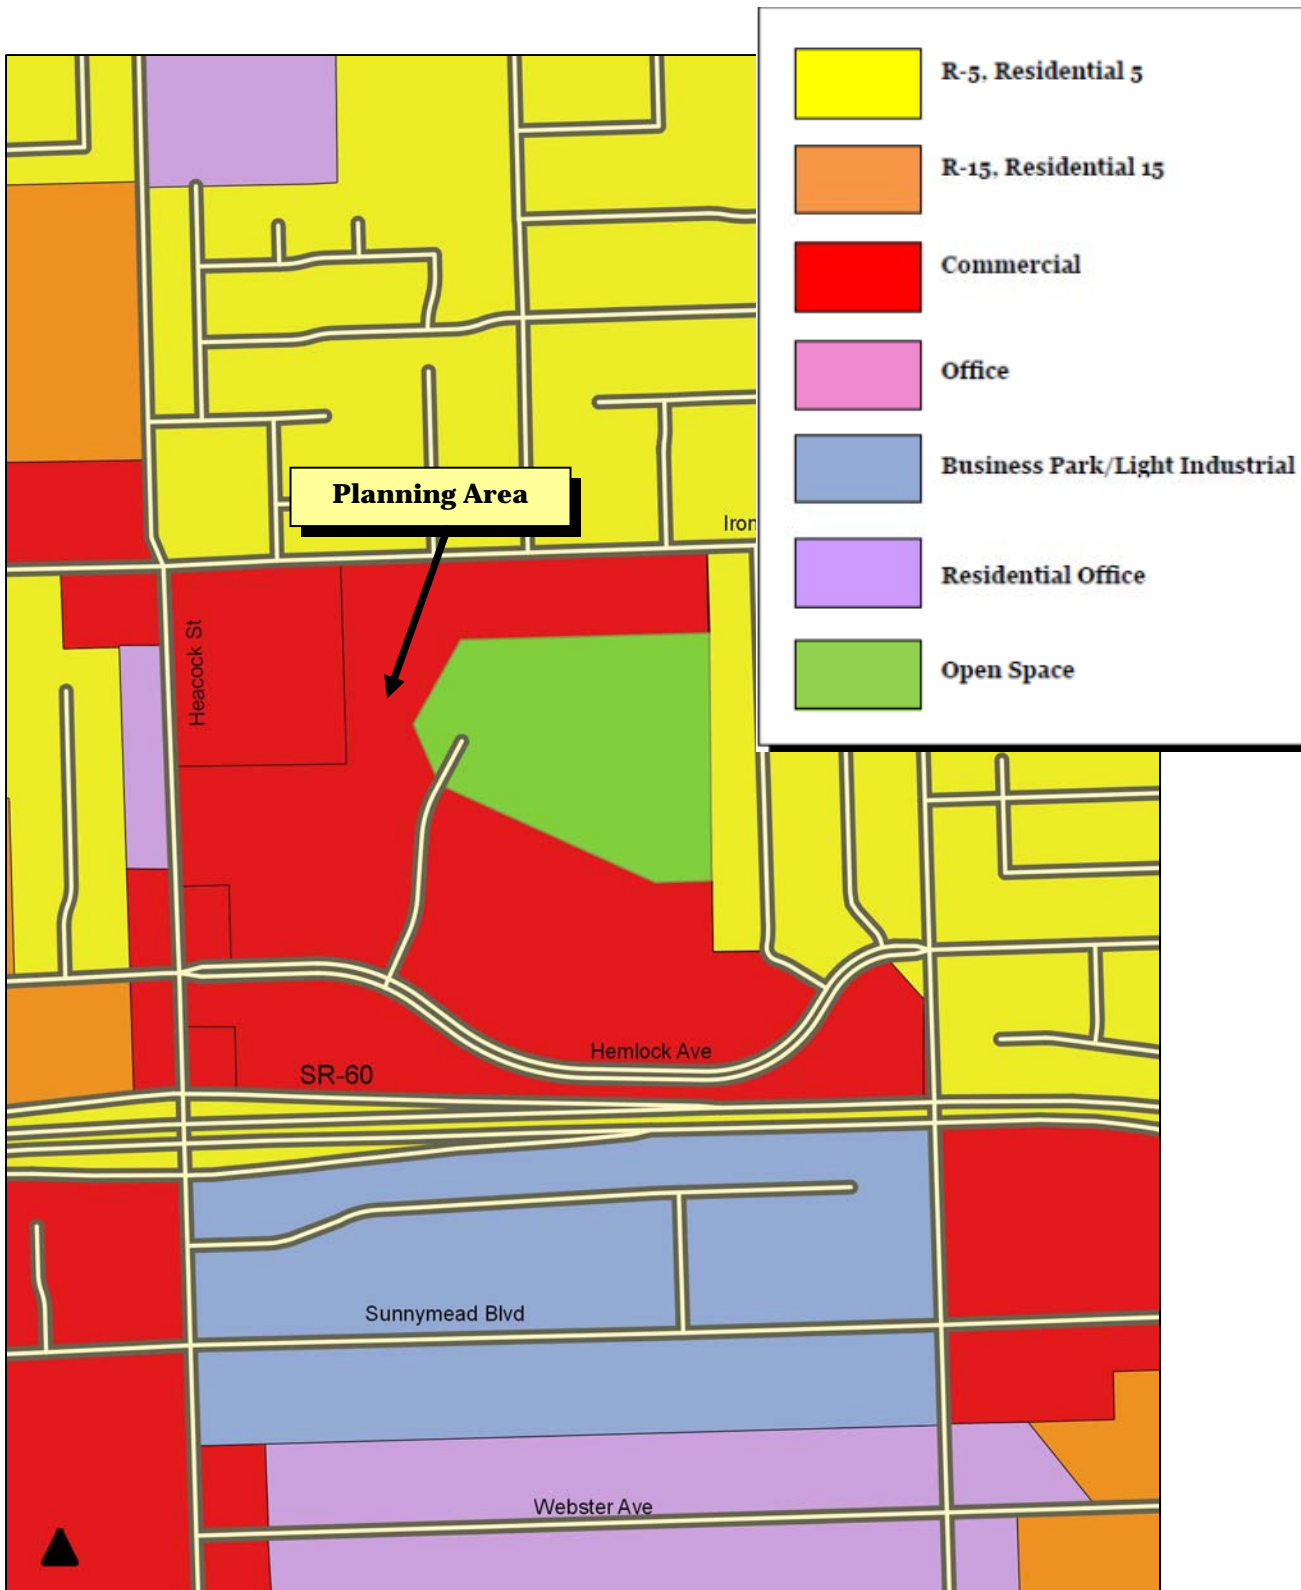 R-5, Residential 5
R-15, Residential 15
Commercial
Office
Business Park/Light Industrial
Residential Office
Open Space
Planning Area
Iron
Heacock St
Hemlock Ave
SR-60
Sunnymead Blvd
Webster Ave